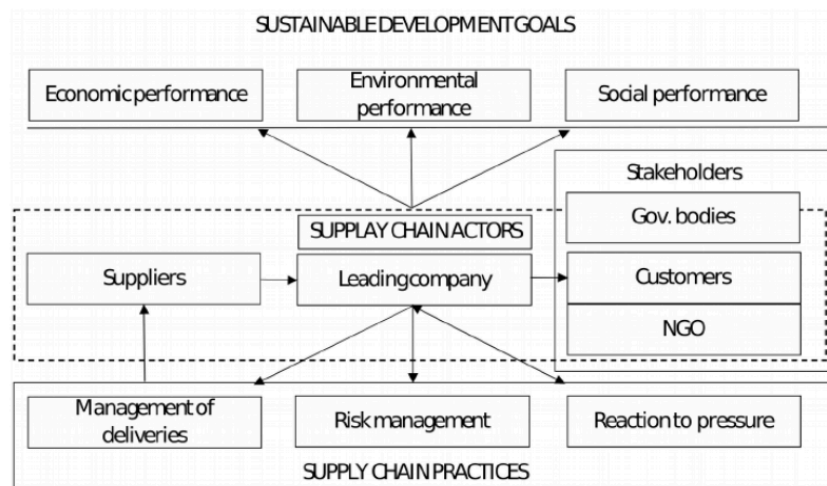 SUSTAINABLE DEVELOPMENT GOALS
Economic performance
Environmental
performance
Social performance
Stakeholders
Gov. bodies
SUPPLAY CHAIN ACTORS
Suppliers
Leading company
Customers
NGO
Management of
deliveries
Risk management
Reaction to pressure
SUPPLY CHAIN PRACTICES